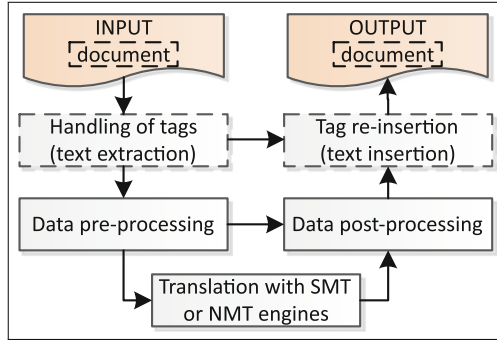 INPUT
document
OUTPUT
document
Handling of tags
(text extraction)
Tag re-insertion
(text insertion)
Data pre-processing
Data post-processing
Translation with SMT
or NMT engines